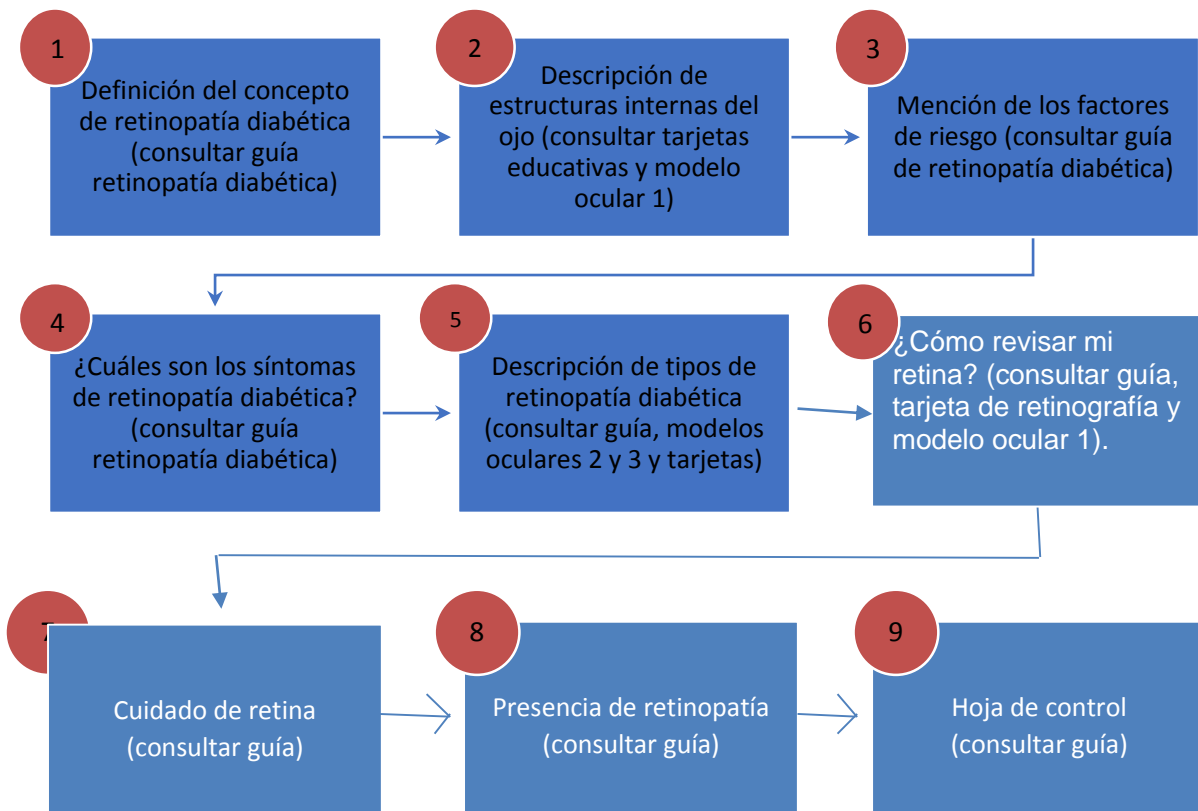 1
Definición del concepto
de retinopatía diabética
(consultar guía
retinopatía diabética)
2
Descripción de
estructuras internas del
ojo (consultar tarjetas
educativas y modelo
ocular 1)
3
Mención de los factores
de riesgo (consultar guía
de retinopatía diabética)
4
¿Cuáles son los síntomas
de retinopatía diabética?
(consultar guía
retinopatía diabética)
5
Descripción de tipos de
retinopatía diabética
(consultar guía, modelos
oculares 2 y 3 y tarjetas)
6
¿Cómo revisar mi
retina? (consultar guía,
tarjeta de retinografía y
modelo ocular 1).
7
Cuidado de retina
(consultar guía)
8
Presencia de retinopatía
(consultar guía)
9
Hoja de control
(consultar guía)